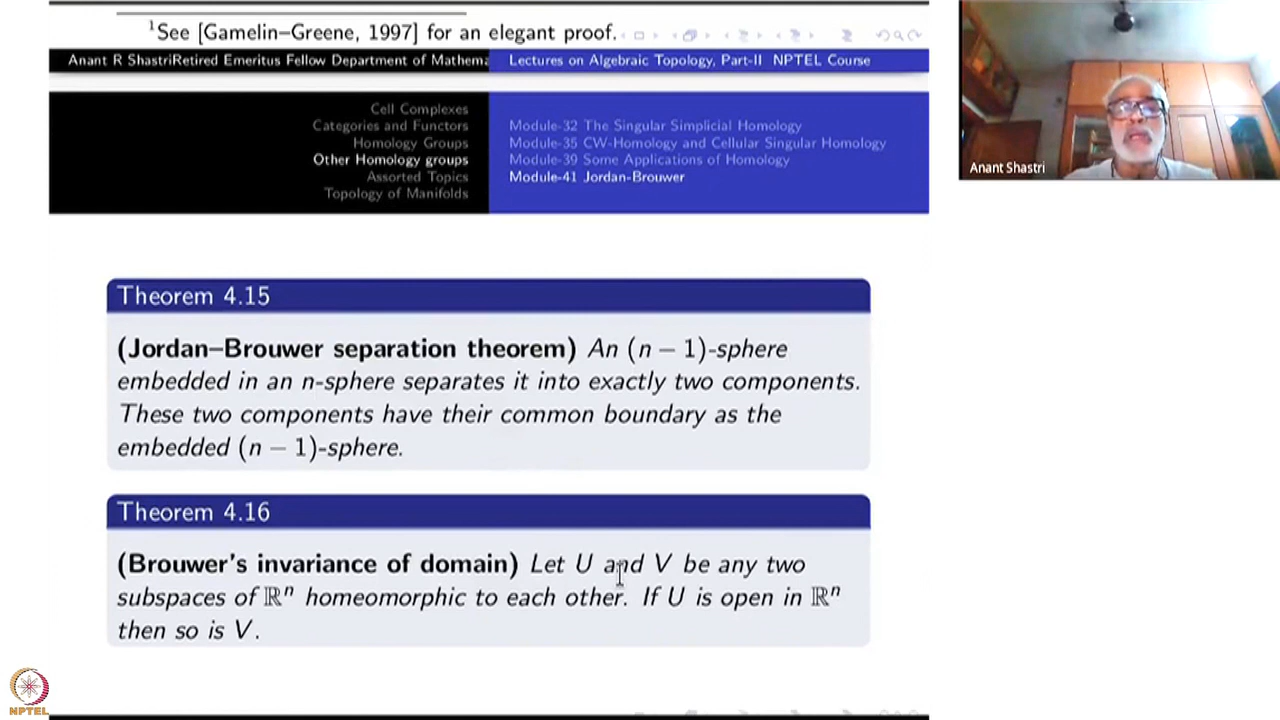 ¹See [Gamelin–Greene, 1997] for an elegant proof.
Anant R ShastriRetired Emeritus Fellow Department of Mathema
Lectures on Algebraic Topology, Part-II NPTEL Course
Cell Complexes
Categories and Functors
Homology Groups
Other Homology groups
Assorted Topics
Topology of Manifolds
Module-32 The Singular Simplicial Homology
Module-35 CW-Homology and Cellular Singular Homology
Module-39 Some Applications of Homology
Module-41 Jordan-Brouwer
Anant Shastri
Theorem 4.15
(Jordan–Brouwer separation theorem) An (n − 1)-sphere
embedded in an n-sphere separates it into exactly two components.
These two components have their common boundary as the
embedded (n − 1)-sphere.
Theorem 4.16
(Brouwer's invariance of domain) Let U and V be any two
subspaces of ℝⁿ homeomorphic to each other. If U is open in ℝⁿ
then so is V.
NPTEL